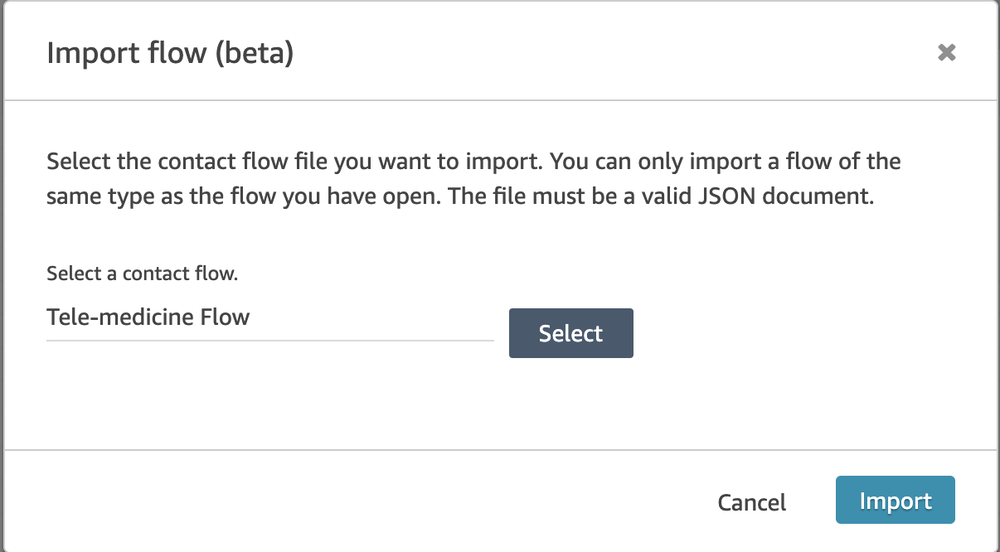 Import flow (beta)
Select the contact flow file you want to import. You can only import a flow of the
same type as the flow you have open. The file must be a valid JSON document.
Select a contact flow.
Tele-medicine Flow
Select
Cancel
Import